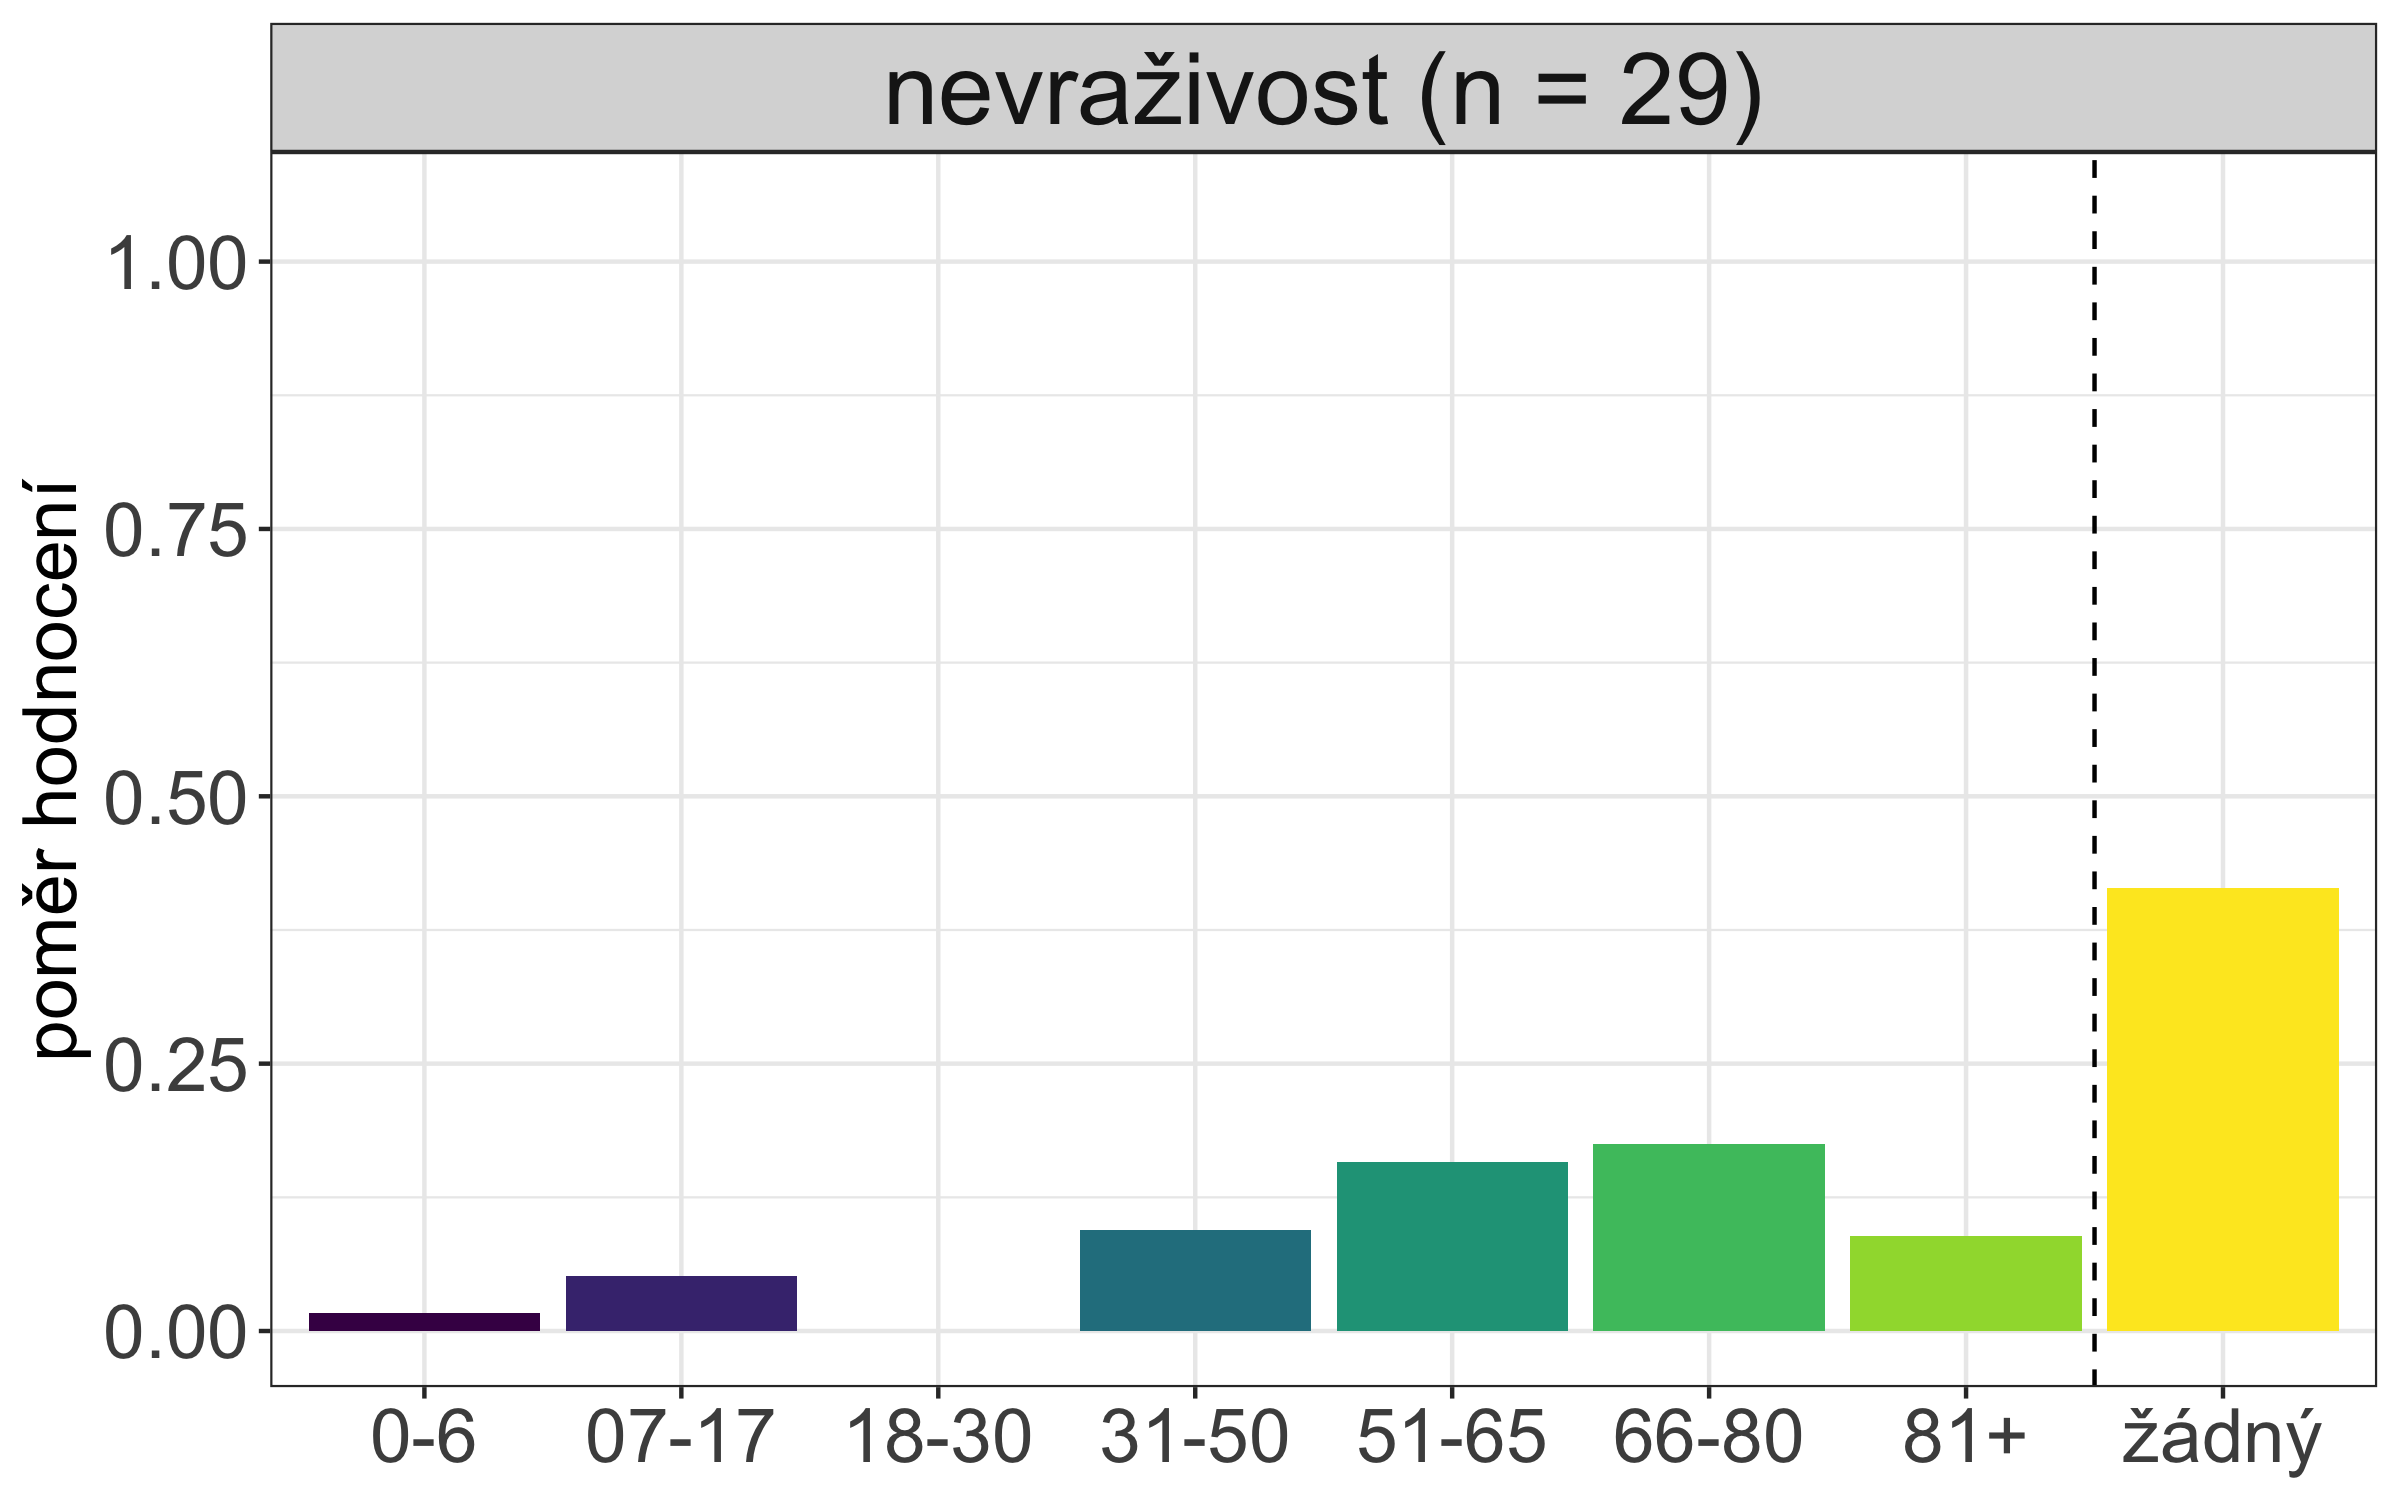 nevraživost (n = 29)
poměr hodnocení
1.00
0.75
0.50
0.25
0.00
0-6 07-17 18-30 31-50 51-65 66-80 81+ žádný